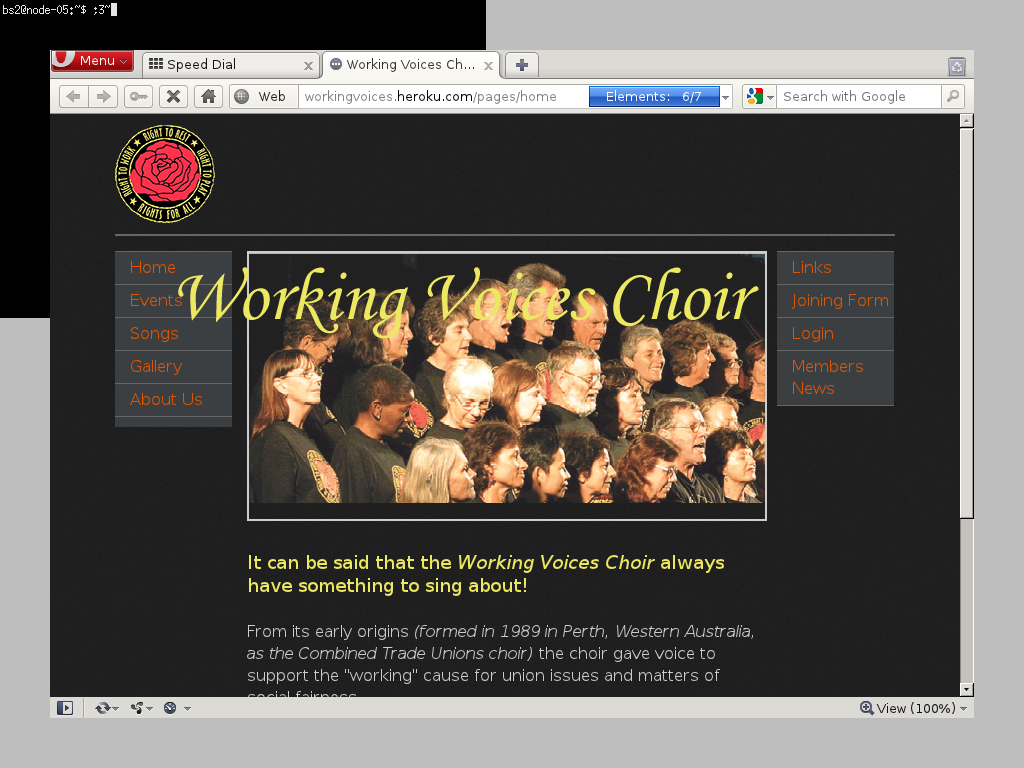 bs2@node-05:~$ ;3~
Menu
Speed Dial
Working Voices Ch...
Web
workingvoices.heroku.com/pages/home
Elements: 6/7
Search with Google
RIGHT TO WORK ★ RIGHT TO REST ★ RIGHT TO PLAY ★ RIGHTS FOR ALL ★
Working Voices Choir
Home
Events
Songs
Gallery
About Us
Links
Joining Form
Login
Members
News
It can be said that the Working Voices Choir always
have something to sing about!
From its early origins (formed in 1989 in Perth, Western Australia,
as the Combined Trade Unions choir) the choir gave voice to
support the "working" cause for union issues and matters of
social fairness.
View (100%)